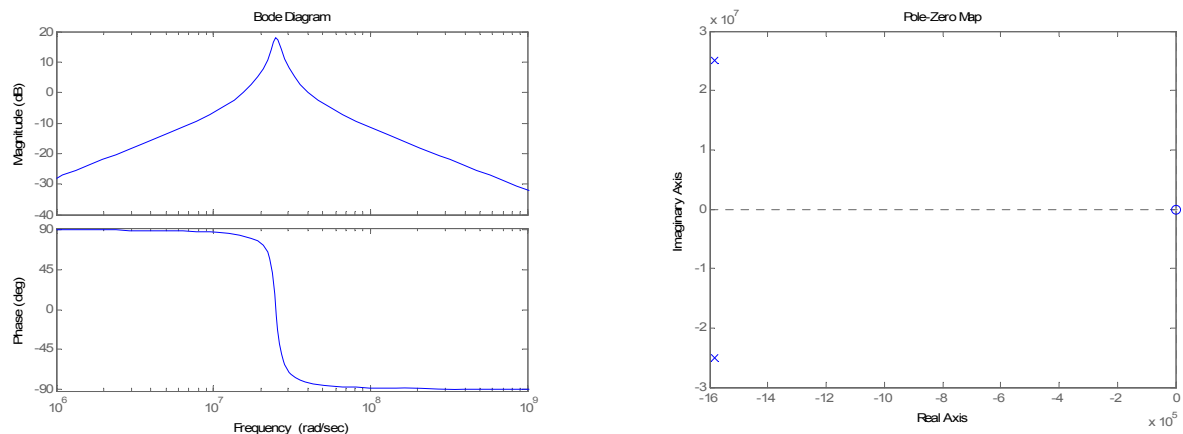 Bode Diagram
20
10
0
-10
-20
-30
-40
Magnitude (dB)
90
45
0
-45
-90
Phase (deg)
10^6 10^7 10^8 10^9
Frequency (rad/sec)
Pole-Zero Map
3 x 10^7
2
1
0
-1
-2
-3
Imaginary Axis
-16 -14 -12 -10 -8 -6 -4 -2 0
Real Axis
x 10^5